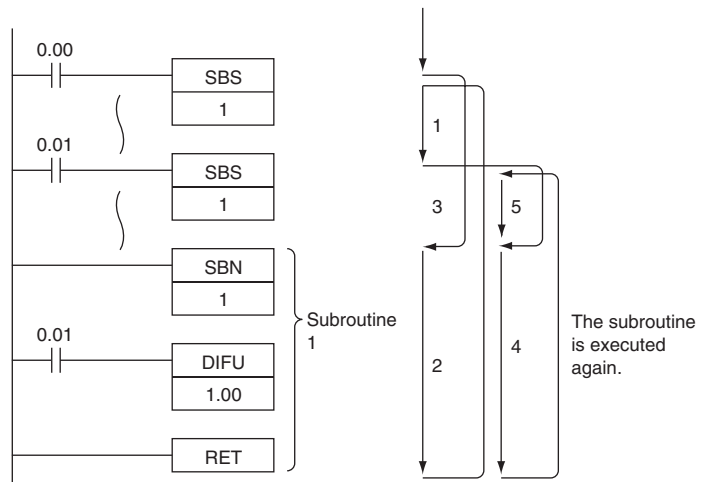 0.00
SBS
1
0.01
SBS
1
SBN
1
0.01
DIFU
1.00
RET
Subroutine
1
1
3
5
2
4
The subroutine
is executed
again.